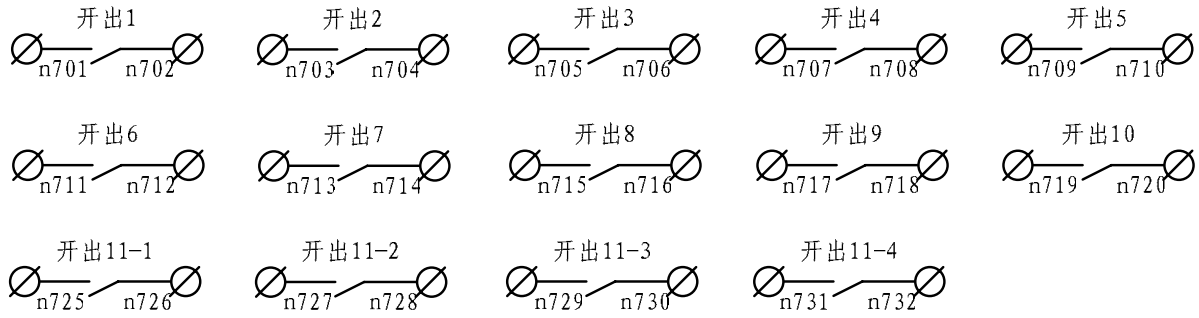 开出1 开出2 开出3 开出4 开出5
n701 n702 n703 n704 n705 n706 n707 n708 n709 n710
开出6 开出7 开出8 开出9 开出10
n711 n712 n713 n714 n715 n716 n717 n718 n719 n720
开出11-1 开出11-2 开出11-3 开出11-4
n725 n726 n727 n728 n729 n730 n731 n732